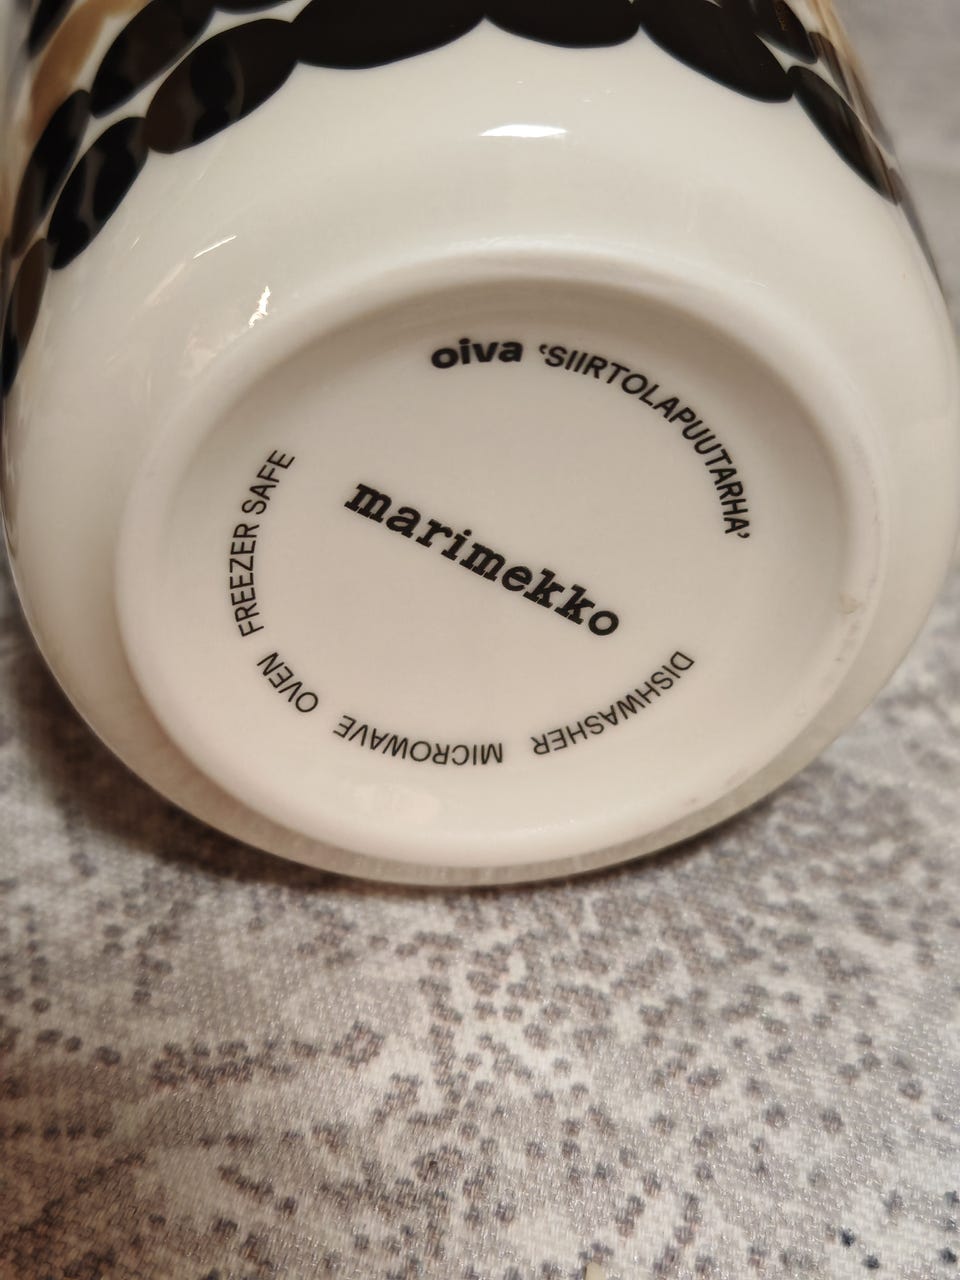 oiva 'SIIRTOLAPUUTARHA'
marimekko
DISHWASHER MICROWAVE OVEN FREEZER SAFE